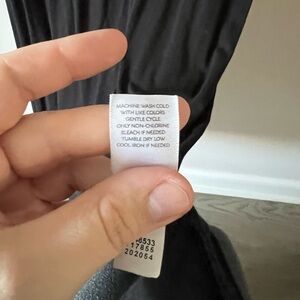 MACHINE WASH COLD
WITH LIKE COLORS
GENTLE CYCLE
ONLY NON-CHLORINE
BLEACH IF NEEDED
TUMBLE DRY LOW
COOL IRON IF NEEDED
8533
17855
202054